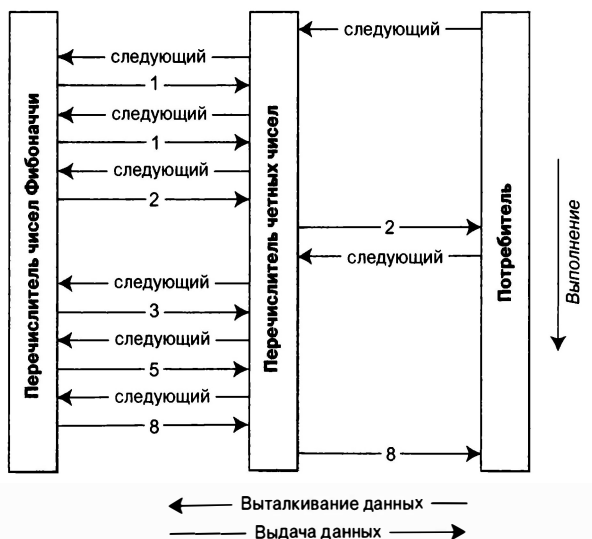 следующий
следующий
1
следующий
1
следующий
2
2
следующий
следующий
3
следующий
5
следующий
8
8
Перечислитель чисел Фибоначчи
Перечислитель четных чисел
Потребитель
Выполнение
Выталкивание данных
Выдача данных